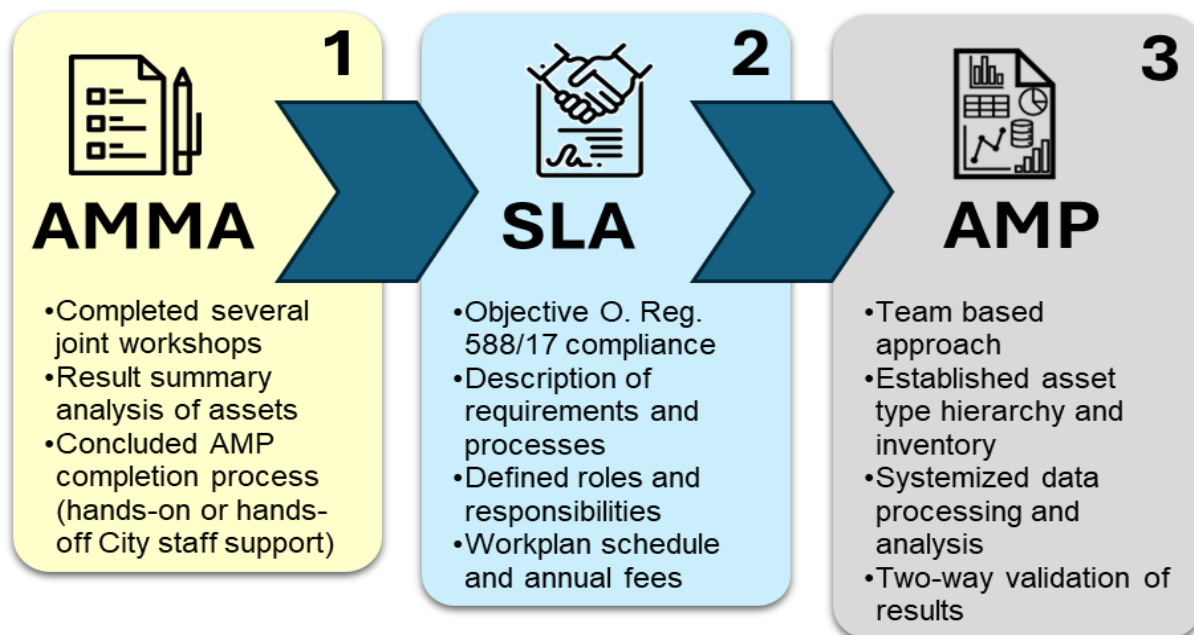 1
AMMA
•Completed several
joint workshops
•Result summary
analysis of assets
•Concluded AMP
completion process
(hands-on or hands-
off City staff support)
2
SLA
•Objective O. Reg.
588/17 compliance
•Description of
requirements and
processes
•Defined roles and
responsibilities
•Workplan schedule
and annual fees
3
AMP
•Team based
approach
•Established asset
type hierarchy and
inventory
•Systemized data
processing and
analysis
•Two-way validation of
results